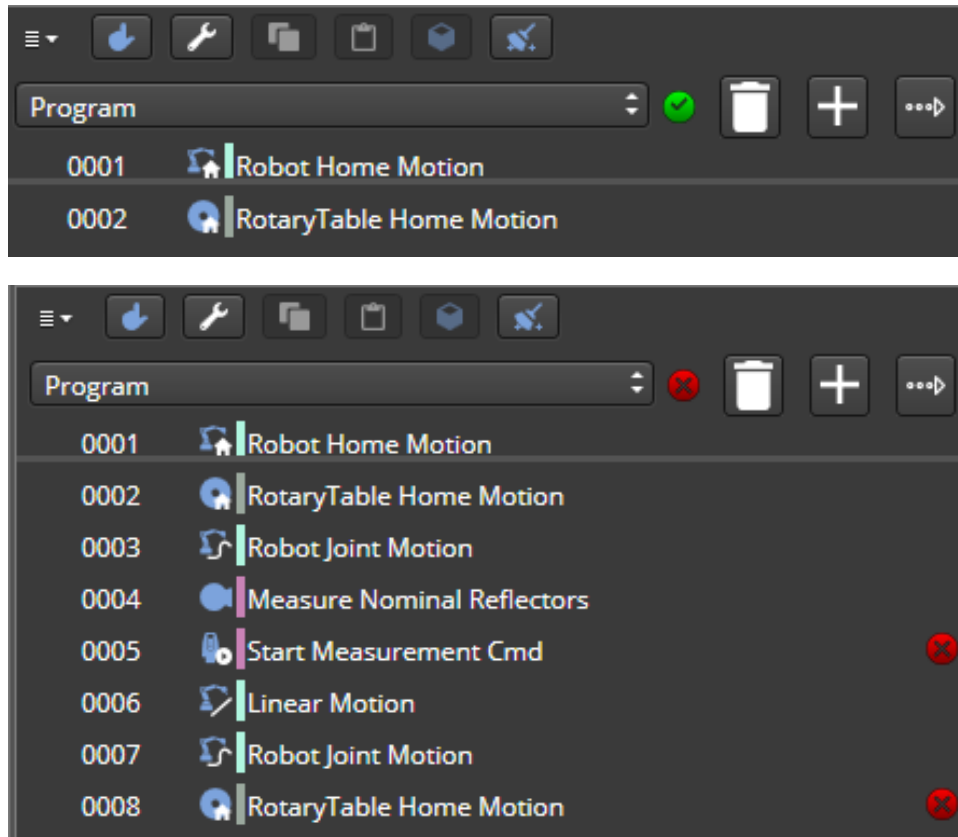 Program
0001 Robot Home Motion
0002 RotaryTable Home Motion
Program
0001 Robot Home Motion
0002 RotaryTable Home Motion
0003 Robot Joint Motion
0004 Measure Nominal Reflectors
0005 Start Measurement Cmd
0006 Linear Motion
0007 Robot Joint Motion
0008 RotaryTable Home Motion